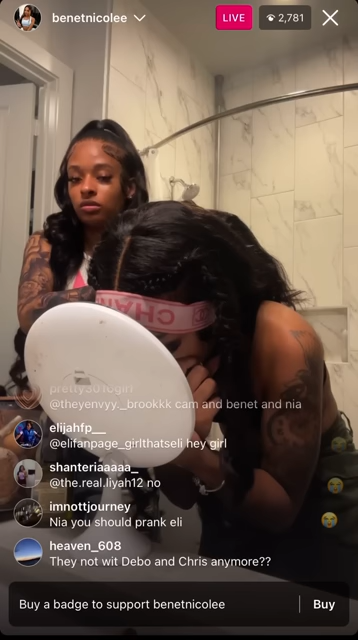 benetnicolee
LIVE
2,781
CHAN
pretty301cgirl
@theyenvyy._brookkk cam and benet and nia
elijahfp__
@elifanpage_girlthatseli hey girl
shanteriaaaaa_
@the.real.liyah12 no
imnottjourney
Nia you should prank eli
heaven_608
They not wit Debo and Chris anymore??
Buy a badge to support benetnicolee
Buy